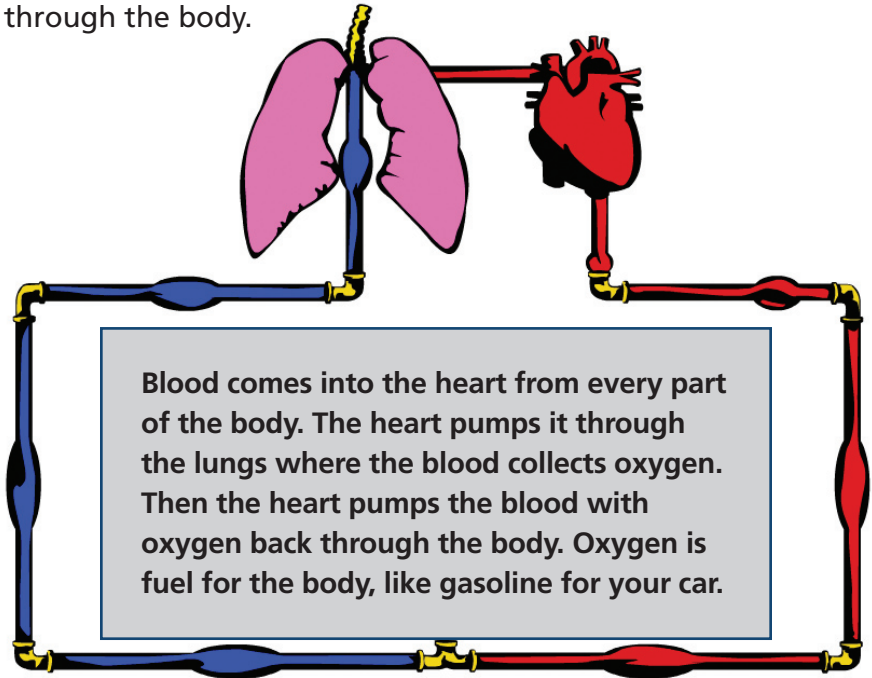 through the body.
Blood comes into the heart from every part
of the body. The heart pumps it through
the lungs where the blood collects oxygen.
Then the heart pumps the blood with
oxygen back through the body. Oxygen is
fuel for the body, like gasoline for your car.